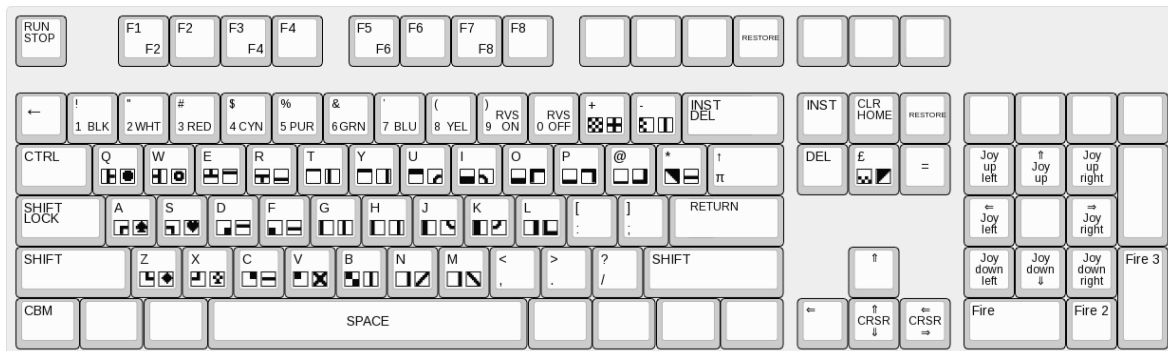 RUN STOP F1 F2 F2 F3 F4 F4 F5 F6 F6 F7 F8 F8 RESTORE
← ! 1 BLK " 2 WHT # 3 RED $ 4 CYN % 5 PUR & 6 GRN ' 7 BLU ( 8 YEL ) 9 RVS ON 0 RVS OFF + - INST DEL INST CLR HOME RESTORE
CTRL Q W E R T Y U I O P @ * ↑ π DEL £ = Joy up left ⇑ Joy up Joy up right
SHIFT LOCK A S D F G H J K L [ : ] ; RETURN ⇐ Joy left ⇒ Joy right
SHIFT Z X C V B N M < , > . ? / SHIFT ⇑ Joy down left Joy down ⇓ Joy down right Fire 3
CBM SPACE ⇐ ⇑ CRSR ⇓ ⇐ CRSR ⇒ Fire Fire 2